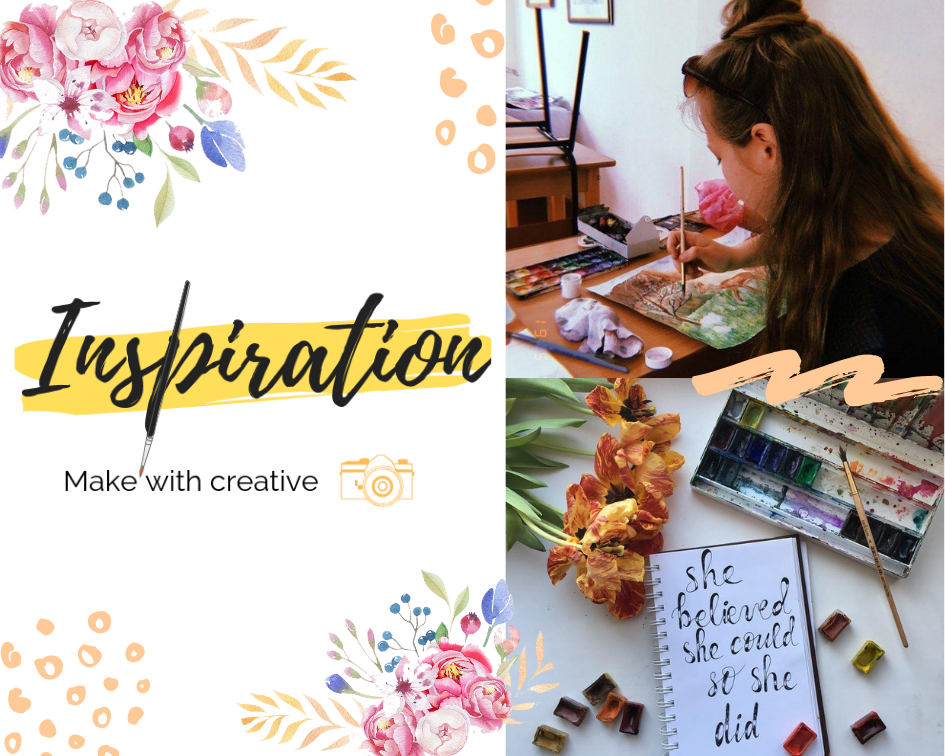 Inspiration
Make with creative
she
believed
she could
so she
did